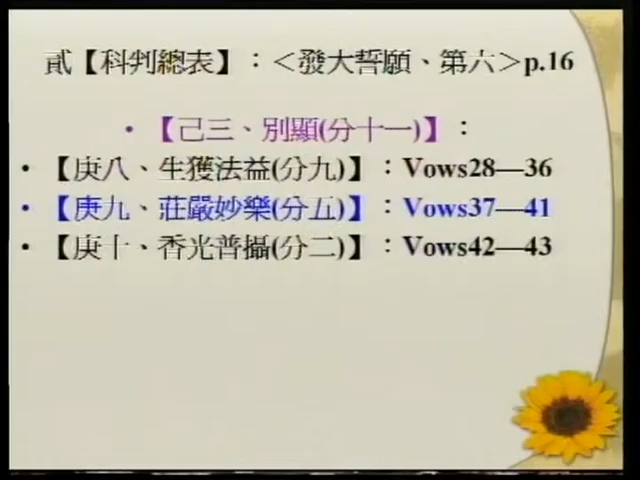 貳【科判總表】：＜發大誓願、第六＞p.16
•【己三、別顯(分十一)】：
•【庚八、生獲法益(分九)】：Vows28—36
•【庚九、莊嚴妙樂(分五)】：Vows37—41
•【庚十、香光普攝(分二)】：Vows42—43